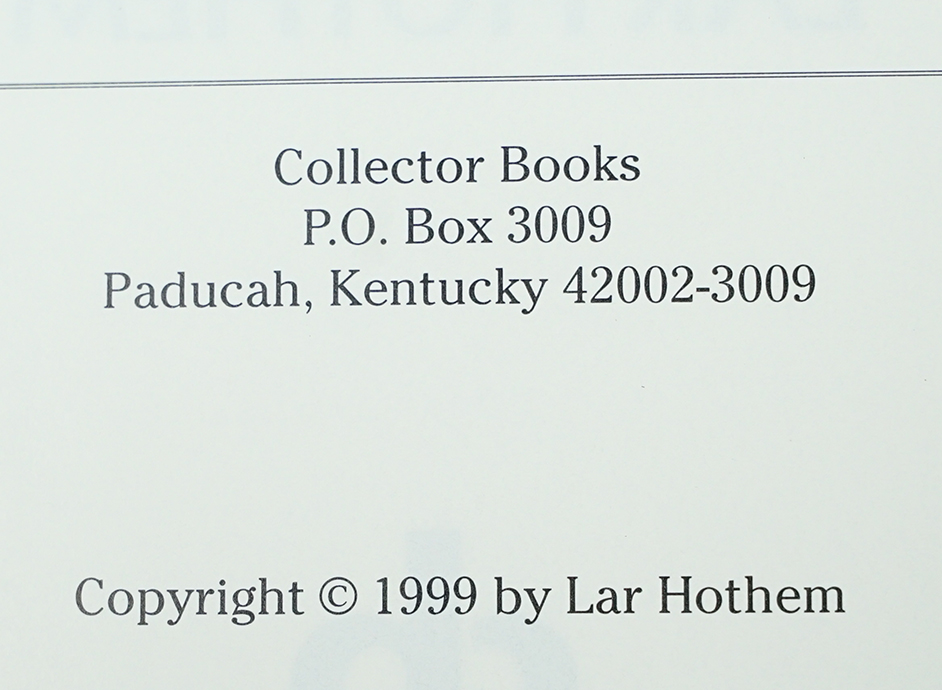 Collector Books
P.O. Box 3009
Paducah, Kentucky 42002-3009
Copyright © 1999 by Lar Hothem